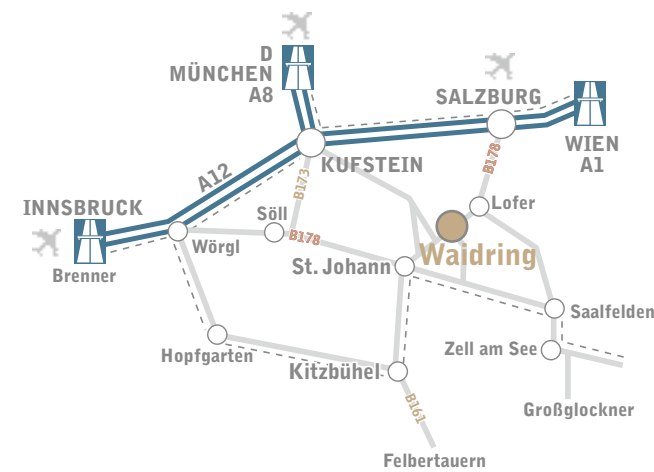 D
MÜNCHEN
A8
SALZBURG
WIEN
A1
KUFSTEIN
A12
B173
B178
INNSBRUCK
Brenner
Wörgl
Söll
B178
Lofer
Waidring
St. Johann
Saalfelden
Zell am See
Hopfgarten
Kitzbühel
B161
Großglockner
Felbertauern